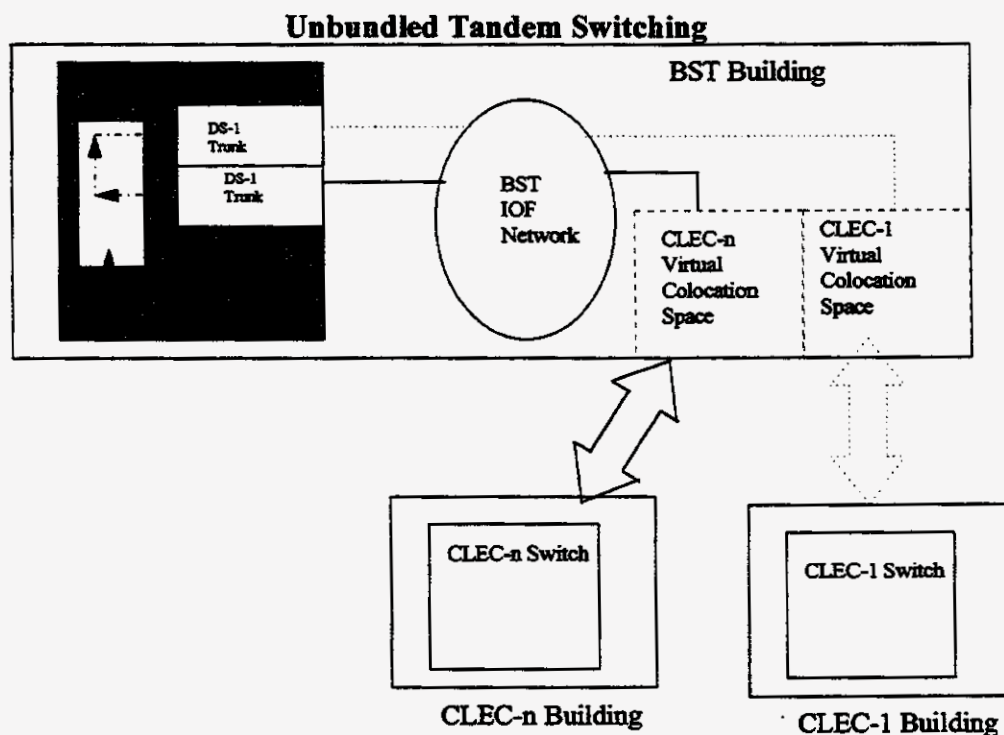 Unbundled Tandem Switching
BST Building
DS-1
Trunk
DS-1
Trunk
BST
IOF
Network
CLEC-n
Virtual
Colocation
Space
CLEC-1
Virtual
Colocation
Space
CLEC-n Switch
CLEC-1 Switch
CLEC-n Building
CLEC-1 Building